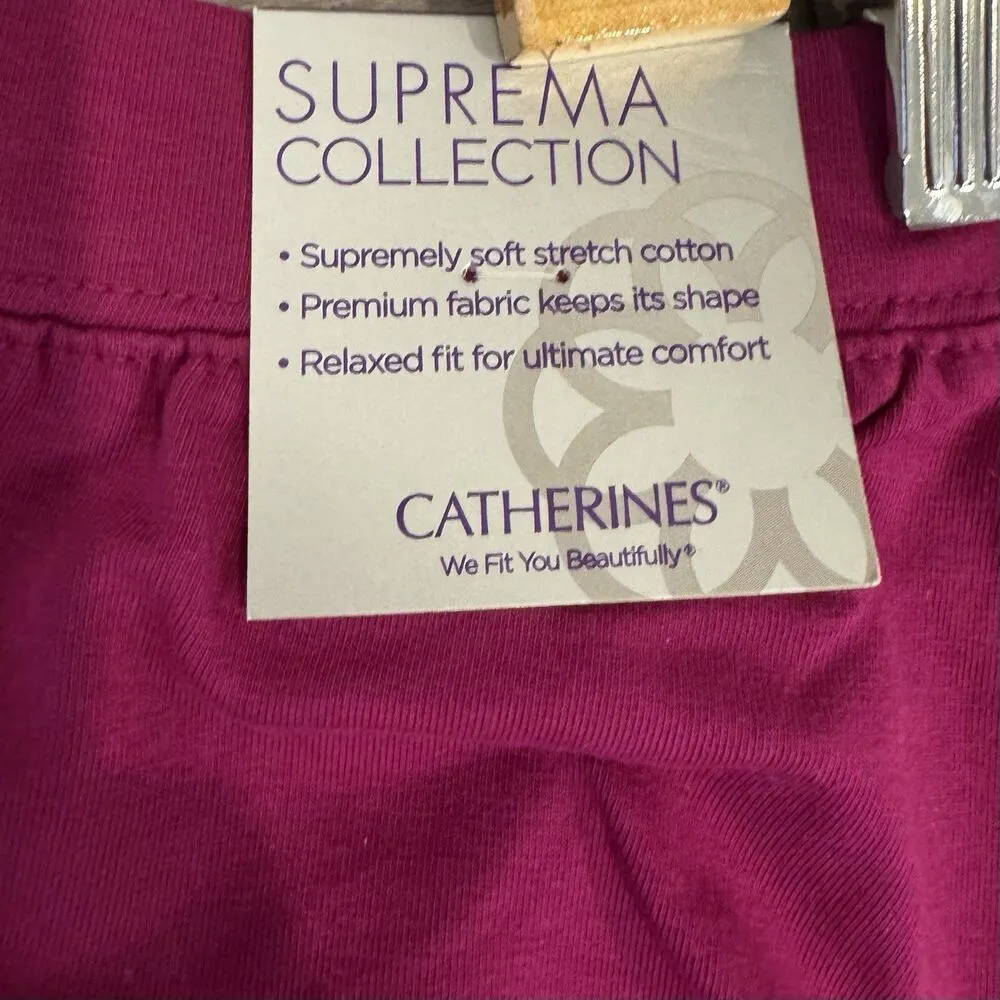 SUPREMA
COLLECTION
• Supremely soft stretch cotton
• Premium fabric keeps its shape
• Relaxed fit for ultimate comfort
CATHERINES®
We Fit You Beautifully®